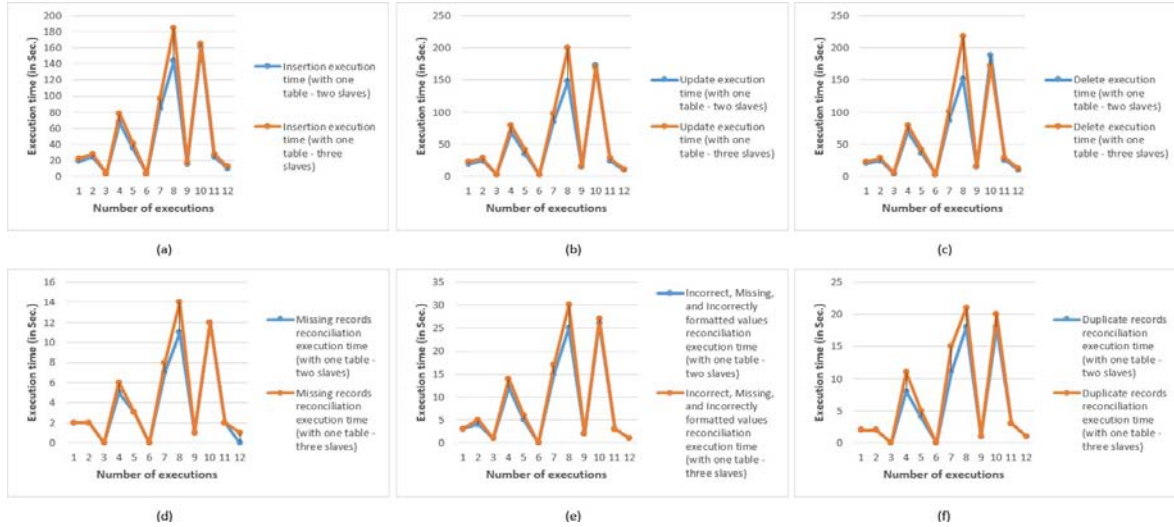 200
180
160
140
120
100
80
60
40
20
0
Execution time (in Sec.)
1 2 3 4 5 6 7 8 9 10 11 12
Number of executions
Insertion execution
time (with one
table - two slaves)
Insertion execution
time (with one
table - three
slaves)
(a)
250
200
150
100
50
0
Execution time (in Sec.)
1 2 3 4 5 6 7 8 9 10 11 12
Number of executions
Update execution
time (with one
table - two slaves)
Update execution
time (with one
table - three slaves)
(b)
250
200
150
100
50
0
Execution time (in Sec.)
1 2 3 4 5 6 7 8 9 10 11 12
Number of executions
Delete execution
time (with one
table - two slaves)
Delete execution
time (with one
table - three slaves)
(c)
16
14
12
10
8
6
4
2
0
Execution time (in Sec.)
1 2 3 4 5 6 7 8 9 10 11 12
Number of executions
Missing records
reconciliation
execution time
(with one table -
two slaves)
Missing records
reconciliation
execution time
(with one table -
three slaves)
(d)
35
30
25
20
15
10
5
0
Execution time (in Sec.)
1 2 3 4 5 6 7 8 9 10 11 12
Number of executions
Incorrect, Missing,
and Incorrectly
formatted values
reconciliation
execution time
(with one table -
two slaves)
Incorrect, Missing,
and Incorrectly
formatted values
reconciliation
execution time
(with one table -
three slaves)
(e)
25
20
15
10
5
0
Execution time (in Sec.)
1 2 3 4 5 6 7 8 9 10 11 12
Number of executions
Duplicate records
reconciliation
execution time
(with one table -
two slaves)
Duplicate records
reconciliation
execution time
(with one table -
three slaves)
(f)